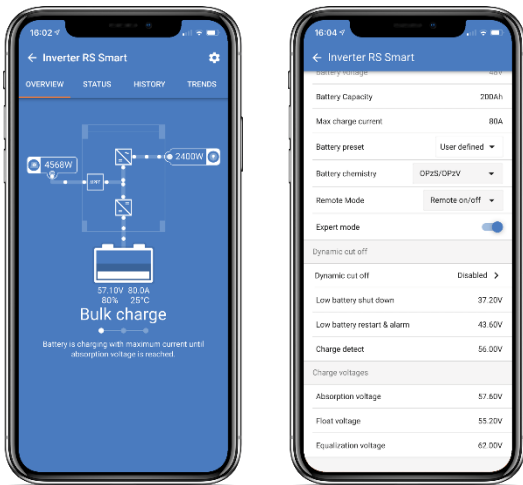 16:02
Inverter RS Smart
OVERVIEW STATUS HISTORY TRENDS
4568W
2400W
MPPT
57.10V 80.0A
80% 25°C
Bulk charge
Battery is charging with maximum current until
absorption voltage is reached.
16:04
Inverter RS Smart
Battery voltage 48V
Battery Capacity 200Ah
Max charge current 80A
Battery preset User defined
Battery chemistry OPzS/OPzV
Remote Mode Remote on/off
Expert mode
Dynamic cut off
Dynamic cut off Disabled
Low battery shut down 37.20V
Low battery restart & alarm 43.60V
Charge detect 56.00V
Charge voltages
Absorption voltage 57.60V
Float voltage 55.20V
Equalization voltage 62.00V